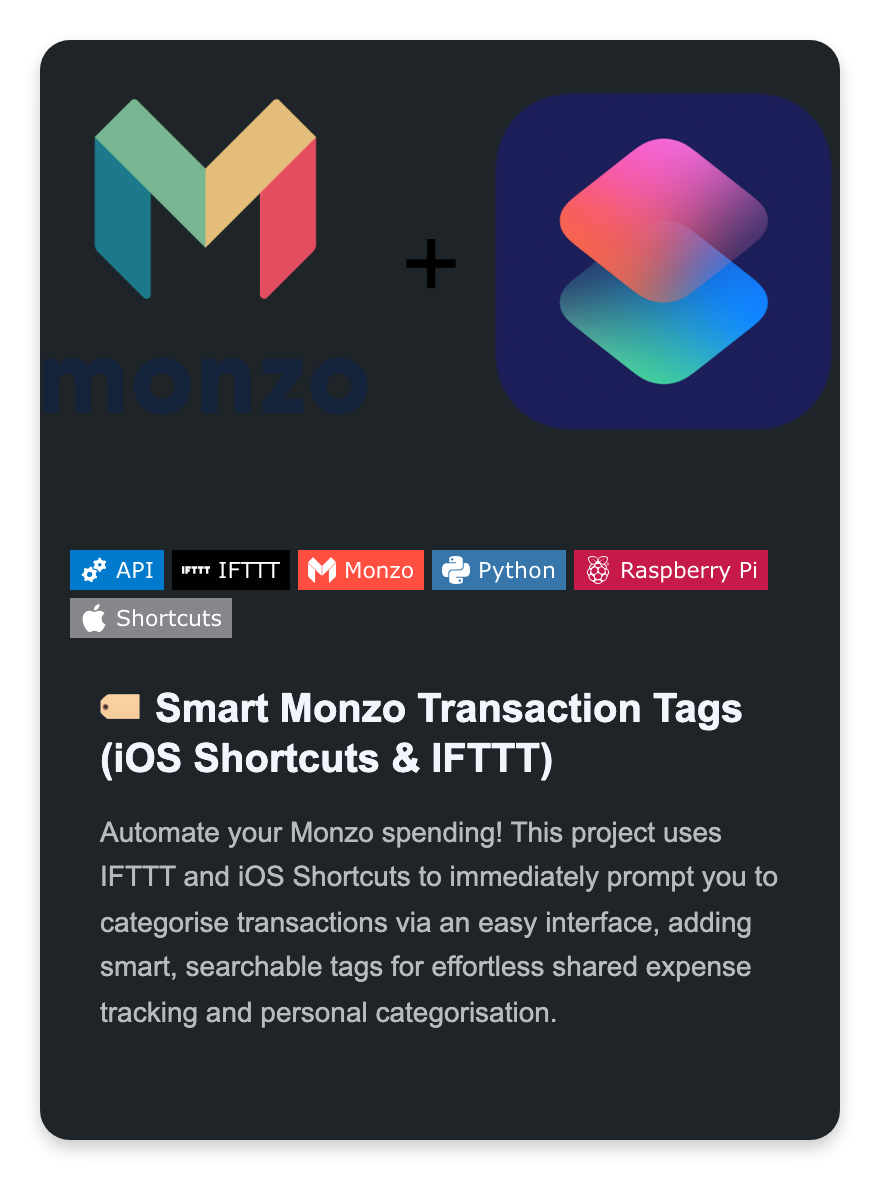 +
monzo
API IFTTT IFTTT Monzo Python Raspberry Pi
Shortcuts
🏷️ Smart Monzo Transaction Tags
(iOS Shortcuts & IFTTT)
Automate your Monzo spending! This project uses
IFTTT and iOS Shortcuts to immediately prompt you to
categorise transactions via an easy interface, adding
smart, searchable tags for effortless shared expense
tracking and personal categorisation.